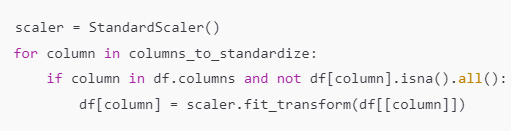 scaler = StandardScaler()
for column in columns_to_standardize:
    if column in df.columns and not df[column].isna().all():
        df[column] = scaler.fit_transform(df[[column]])